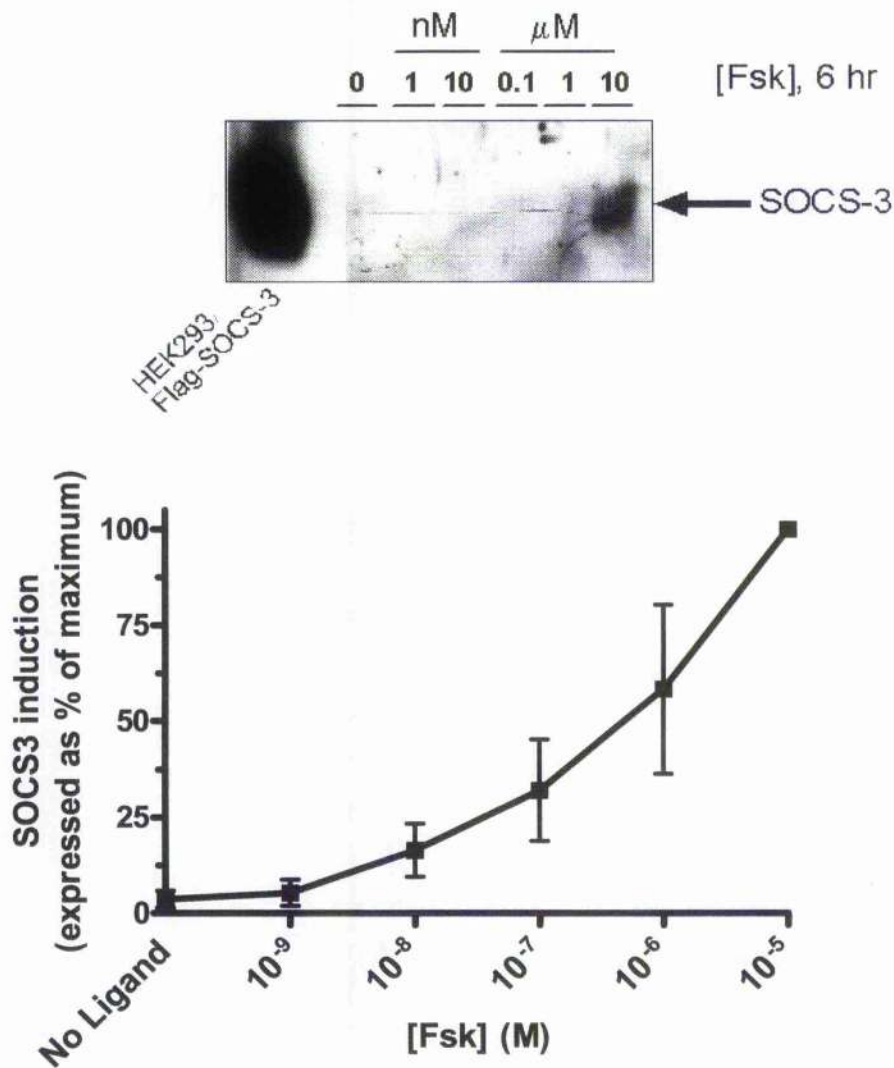 nM μM
0 1 10 0.1 1 10 [Fsk], 6 hr
SOCS-3
HEK293,
Flag-SOCS-3
SOCS3 induction
(expressed as % of maximum)
100
75
50
25
0
No Ligand 10-9 10-8 10-7 10-6 10-5
[Fsk] (M)